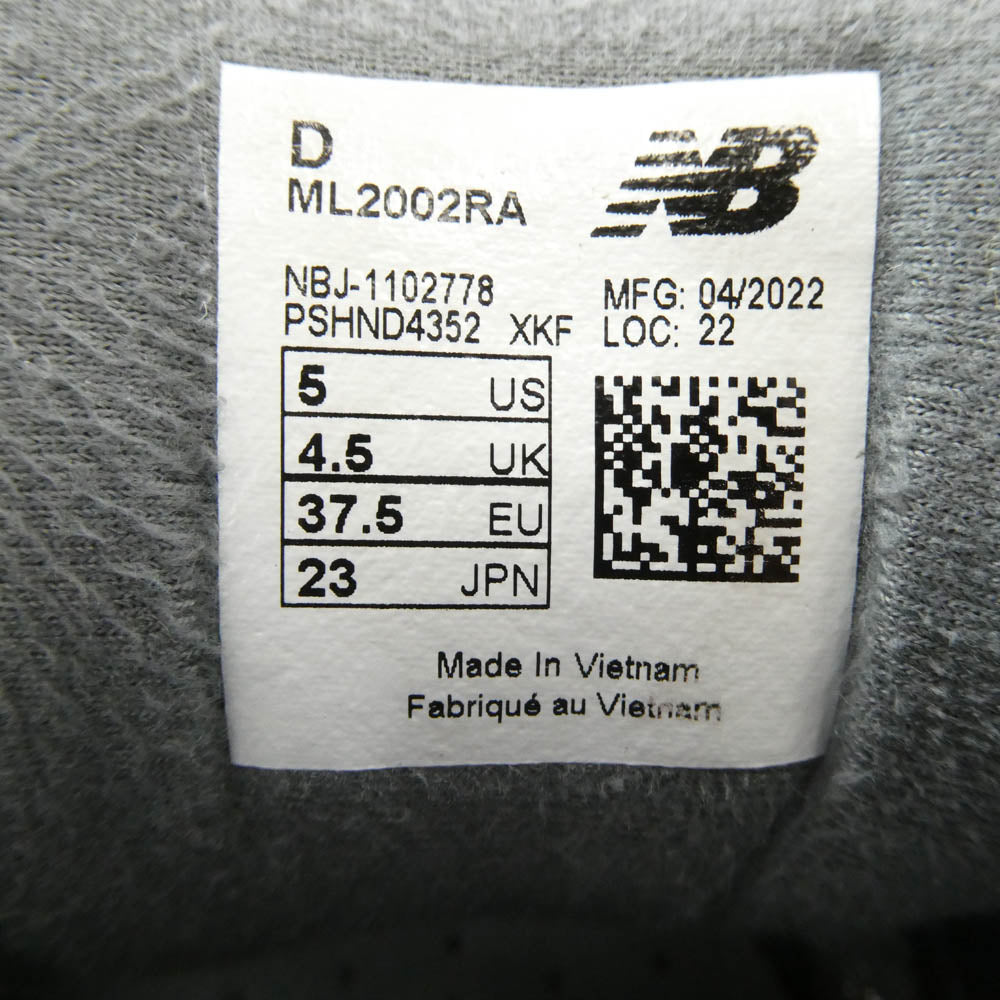 D
ML2002RA
NB
NBJ-1102778
PSHND4352 XKF
MFG: 04/2022
LOC: 22
5 US
4.5 UK
37.5 EU
23 JPN
Made In Vietnam
Fabriqué au Vietnam